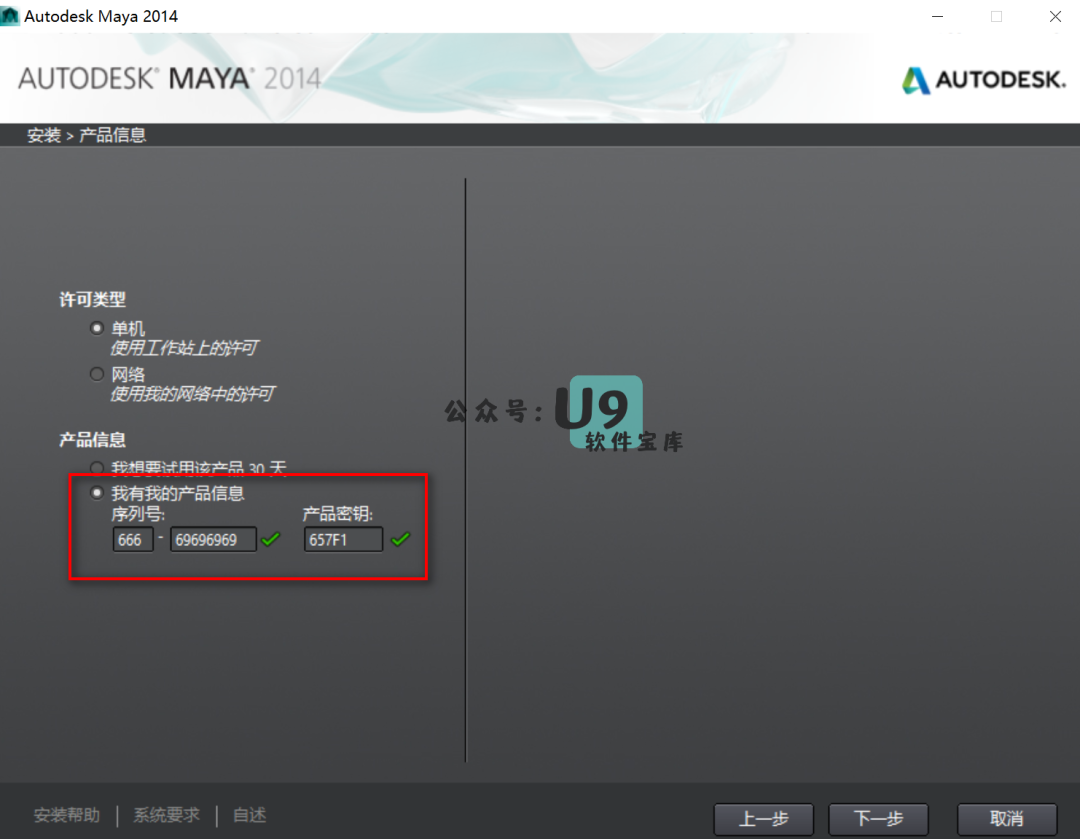 Autodesk Maya 2014
AUTODESK® MAYA® 2014
AUTODESK.
安装 > 产品信息
许可类型
单机
使用工作站上的许可
网络
使用我的网络中的许可
产品信息
我想要试用该产品 30 天
我有我的产品信息
序列号: 产品密钥:
666 - 69696969 657F1
公众号: U9
软件宝库
安装帮助 | 系统要求 | 自述
上一步 下一步 取消